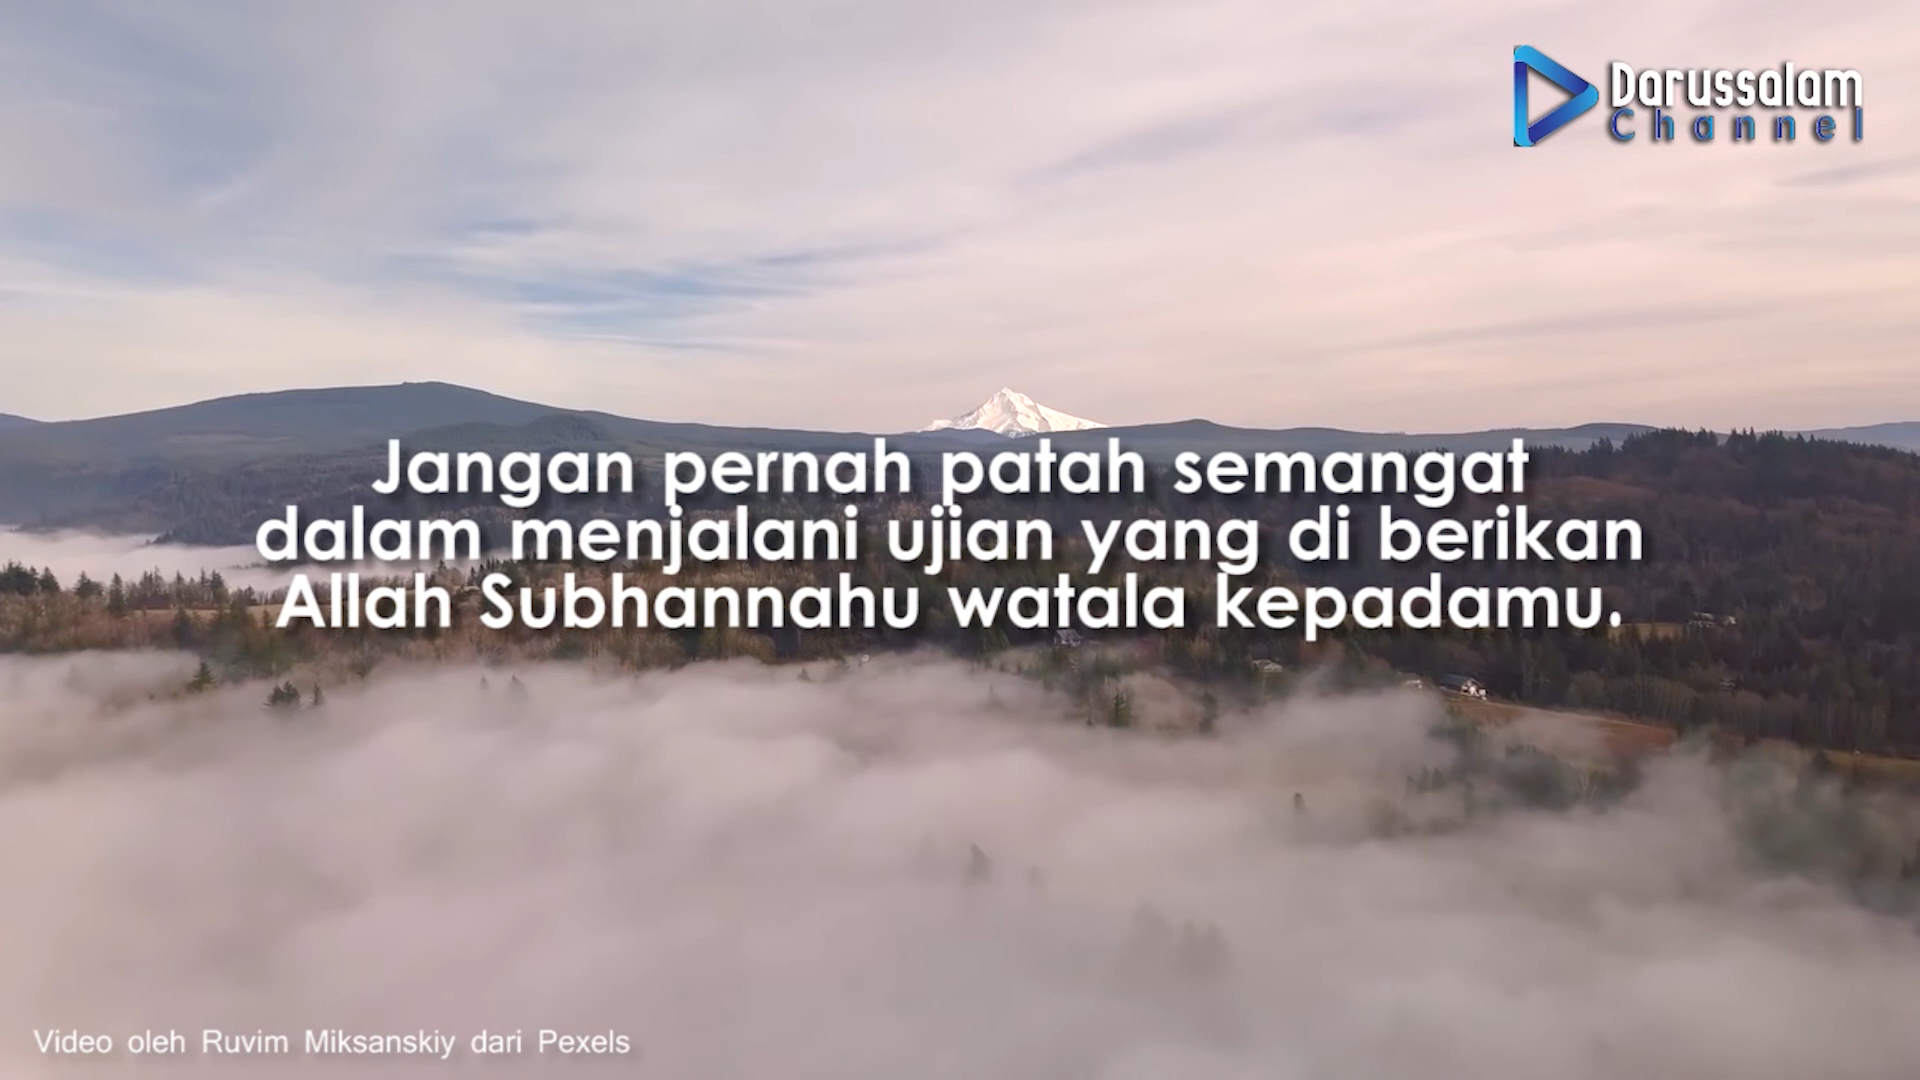 Darussalam
Channel
Jangan pernah patah semangat
dalam menjalani ujian yang di berikan
Allah Subhannahu watala kepadamu.
Video oleh Ruvim Miksanskiy dari Pexels